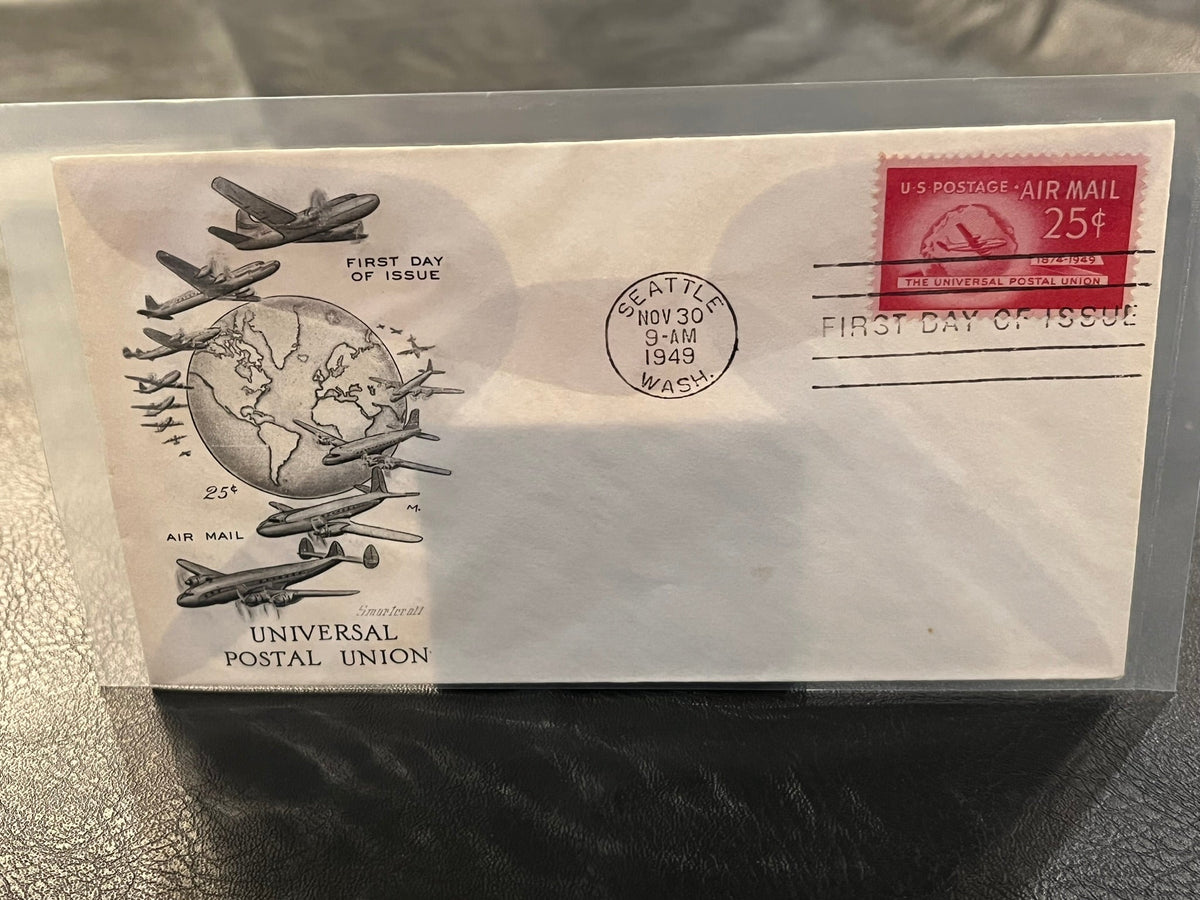 FIRST DAY
OF ISSUE
25¢
M.
AIR MAIL
Smartcraft
UNIVERSAL
POSTAL UNION
SEATTLE
NOV 30
9-AM
1949
WASH.
U·S·POSTAGE·AIR MAIL
25¢
1874-1949
THE UNIVERSAL POSTAL UNION
FIRST DAY OF ISSUE